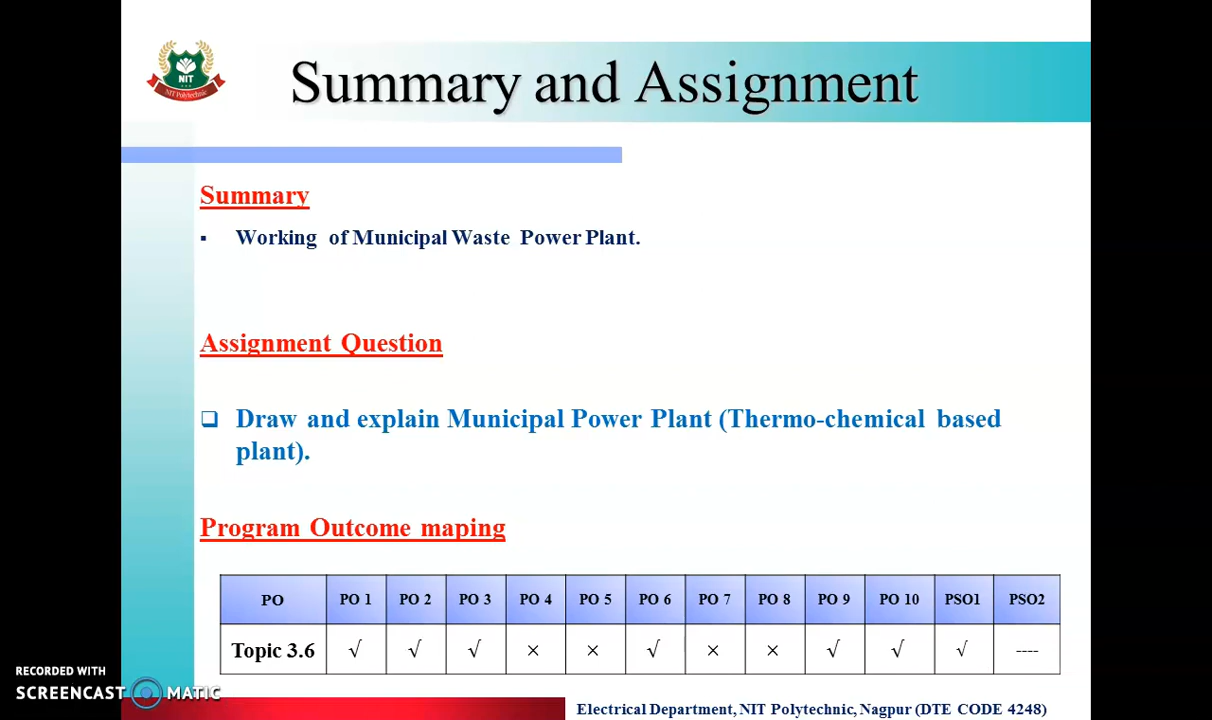 NIT
NIT Polytechnic
Summary and Assignment
Summary
▪ Working of Municipal Waste Power Plant.
Assignment Question
❑ Draw and explain Municipal Power Plant (Thermo-chemical based
plant).
Program Outcome maping
PO PO 1 PO 2 PO 3 PO 4 PO 5 PO 6 PO 7 PO 8 PO 9 PO 10 PSO1 PSO2
Topic 3.6 √ √ √ × × √ × × √ √ √ ----
RECORDED WITH
SCREENCAST MATIC
Electrical Department, NIT Polytechnic, Nagpur (DTE CODE 4248)